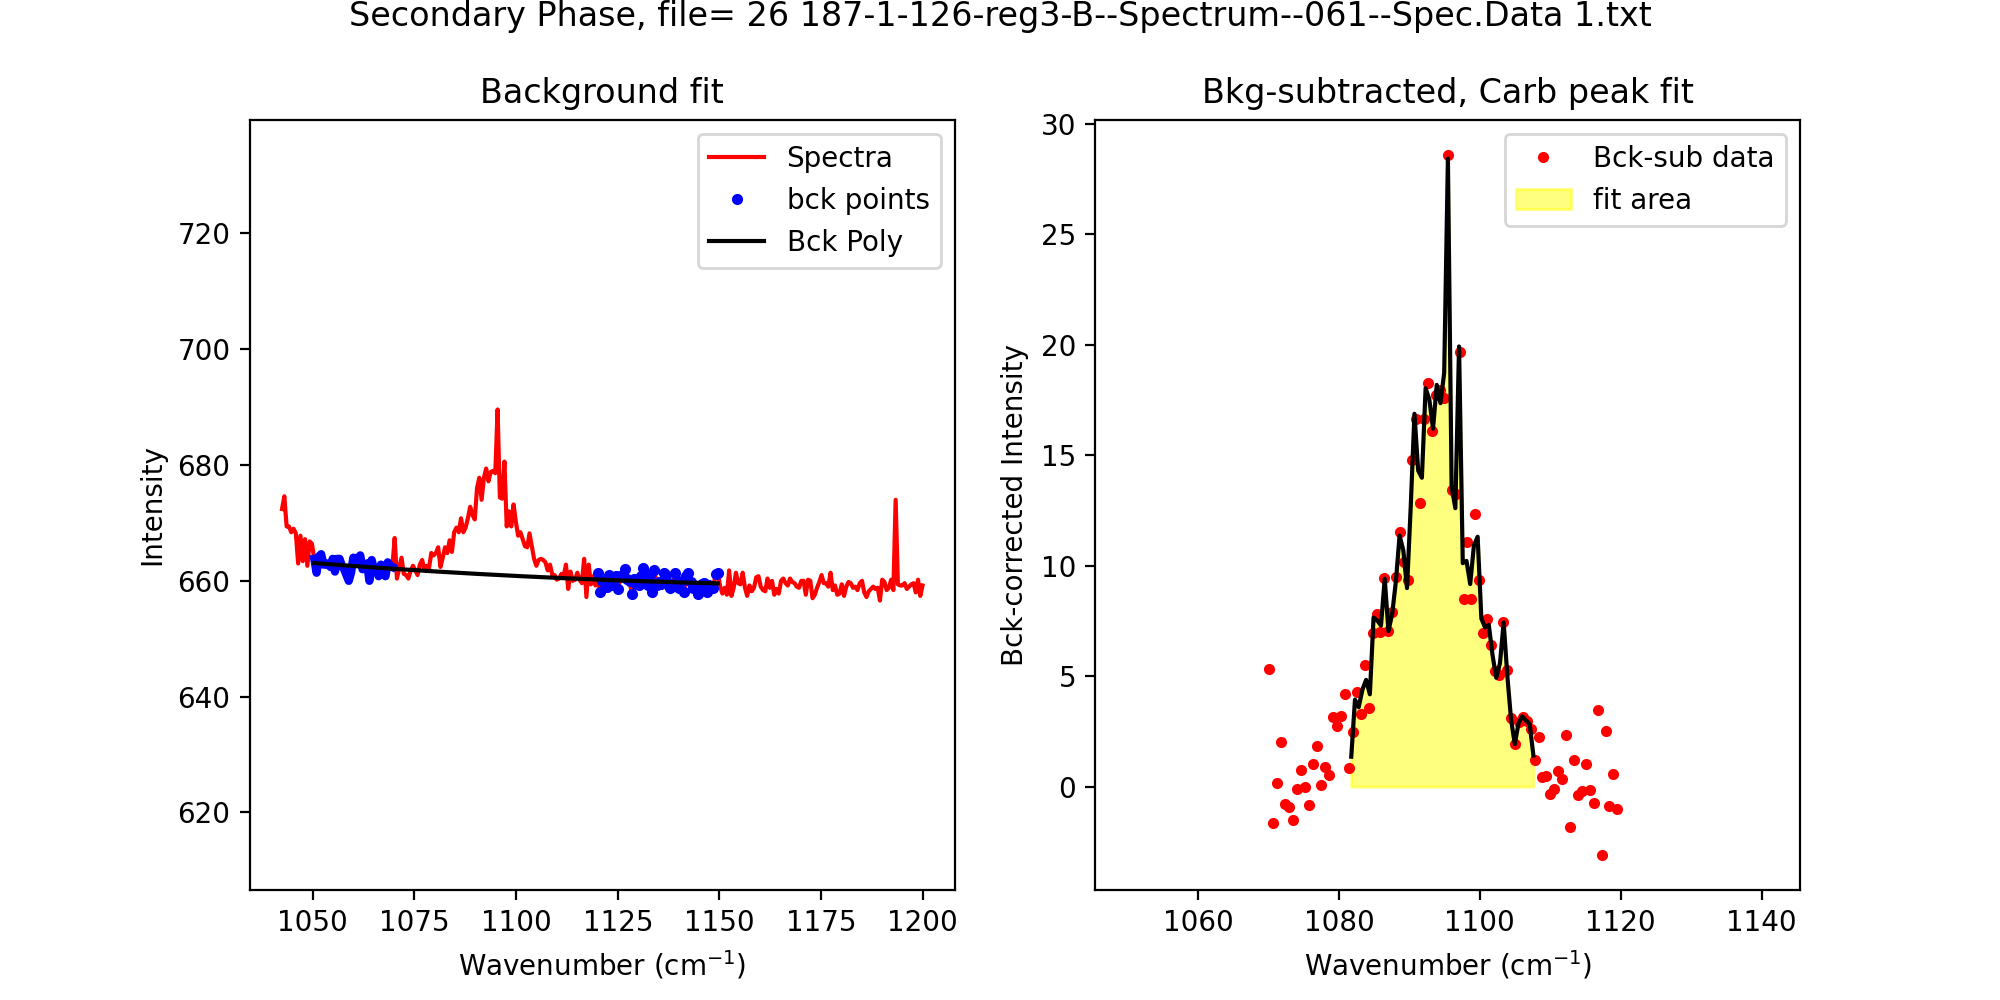 Secondary Phase, file= 26 187-1-126-reg3-B--Spectrum--061--Spec.Data 1.txt
Background fit
Spectra
bck points
Bck Poly
720
700
680
660
640
620
Intensity
1050 1075 1100 1125 1150 1175 1200
Wavenumber (cm⁻¹)
Bkg-subtracted, Carb peak fit
Bck-sub data
fit area
30
25
20
15
10
5
0
Bck-corrected Intensity
1060 1080 1100 1120 1140
Wavenumber (cm⁻¹)